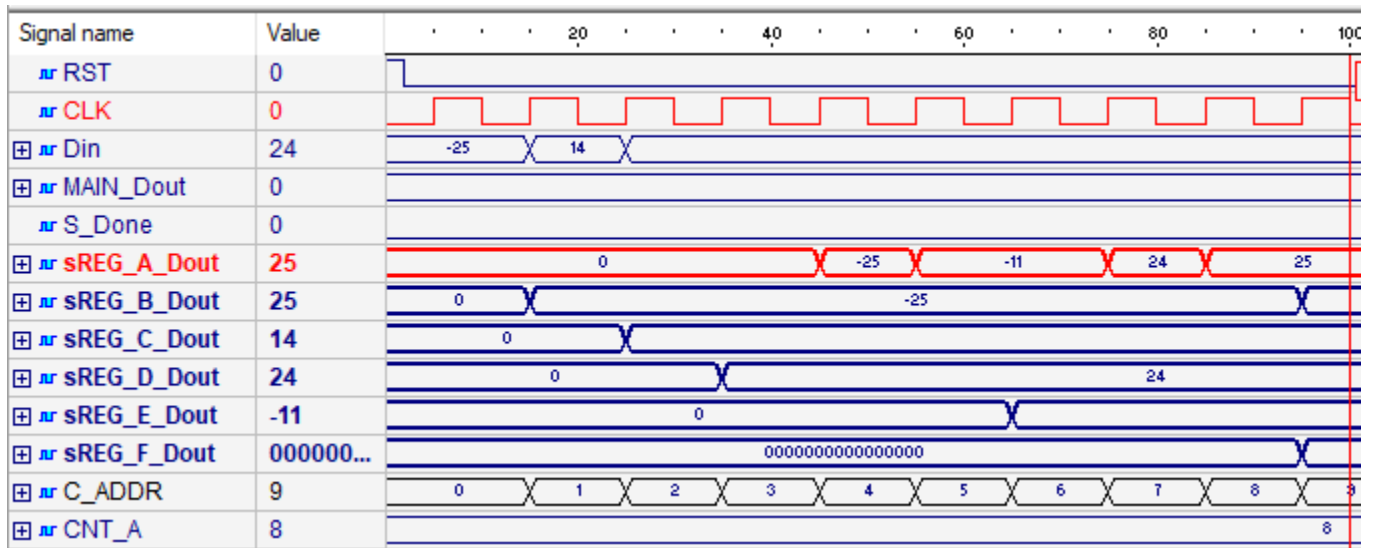 Signal name Value 20 40 60 80 100
RST 0
CLK 0
Din 24 -25 14
MAIN_Dout 0
S_Done 0
sREG_A_Dout 25 0 -25 -11 24 25
sREG_B_Dout 25 0 -25
sREG_C_Dout 14 0
sREG_D_Dout 24 0 24
sREG_E_Dout -11 0
sREG_F_Dout 000000... 0000000000000000
C_ADDR 9 0 1 2 3 4 5 6 7 8 9
CNT_A 8 8